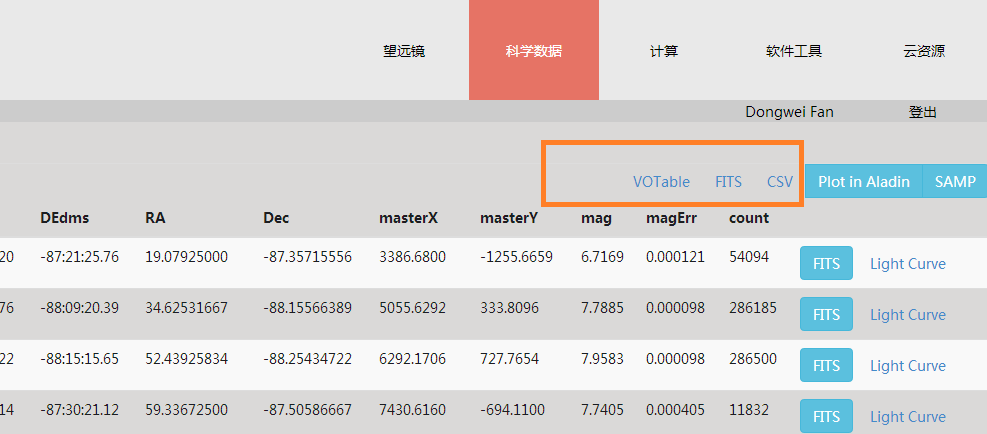 望远镜 科学数据 计算 软件工具 云资源
Dongwei Fan 登出
VOTable FITS CSV Plot in Aladin SAMP
DEdms RA Dec masterX masterY mag magErr count
20 -87:21:25.76 19.07925000 -87.35715556 3386.6800 -1255.6659 6.7169 0.000121 54094 FITS Light Curve
76 -88:09:20.39 34.62531667 -88.15566389 5055.6292 333.8096 7.7885 0.000098 286185 FITS Light Curve
22 -88:15:15.65 52.43925834 -88.25434722 6292.1706 727.7654 7.9583 0.000098 286500 FITS Light Curve
14 -87:30:21.12 59.33672500 -87.50586667 7430.6160 -694.1100 7.7405 0.000405 11832 FITS Light Curve